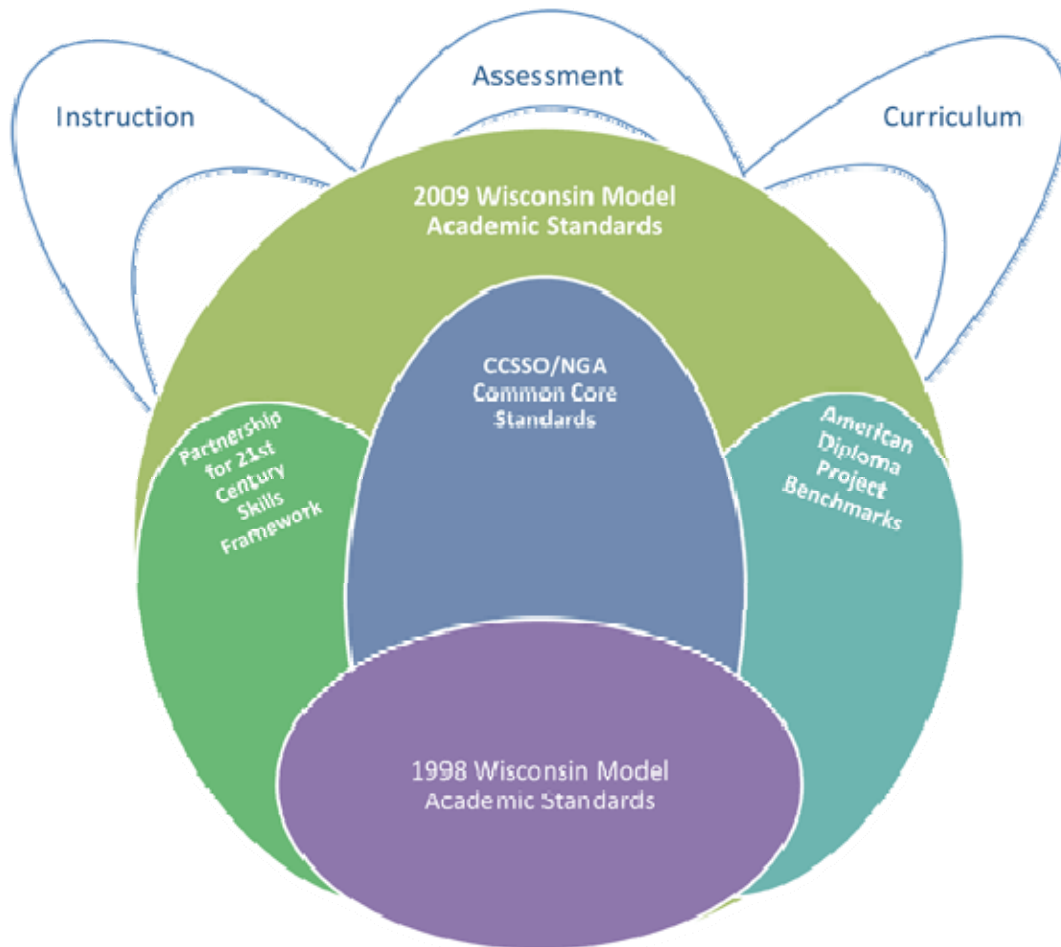 Instruction
Assessment
Curriculum
2009 Wisconsin Model
Academic Standards
CCSSO/NGA
Common Core
Standards
Partnership
for 21st
Century
Skills
Framework
American
Diploma
Project
Benchmarks
1998 Wisconsin Model
Academic Standards